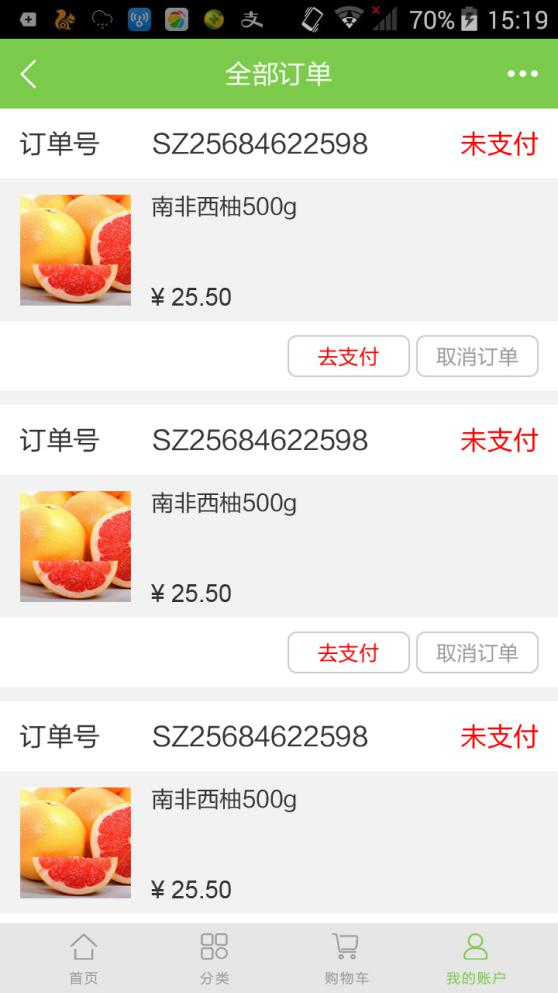 70% 15:19
全部订单
订单号 SZ25684622598 未支付
南非西柚500g
¥ 25.50
去支付 取消订单
订单号 SZ25684622598 未支付
南非西柚500g
¥ 25.50
去支付 取消订单
订单号 SZ25684622598 未支付
南非西柚500g
¥ 25.50
首页 分类 购物车 我的账户